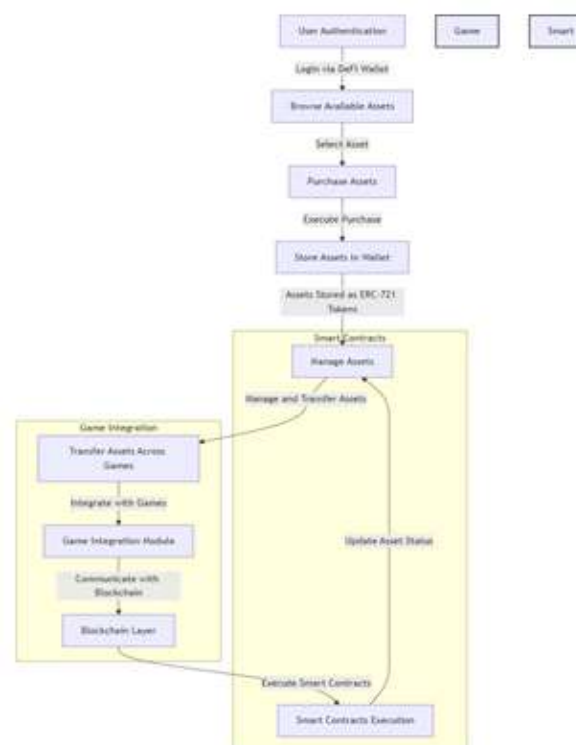 User Authentication
Game
Smart
Login via DeFi Wallet
Browse Available Assets
Select Asset
Purchase Assets
Execute Purchase
Store Assets In Wallet
Assets Stored as ERC-721
Tokens
Smart Contracts
Manage Assets
Manage and Transfer Assets
Game Integration
Transfer Assets Across
Games
Integrate with Games
Game Integration Module
Update Asset Status
Communicate with
Blockchain
Blockchain Layer
Execute Smart Contracts
Smart Contracts Execution